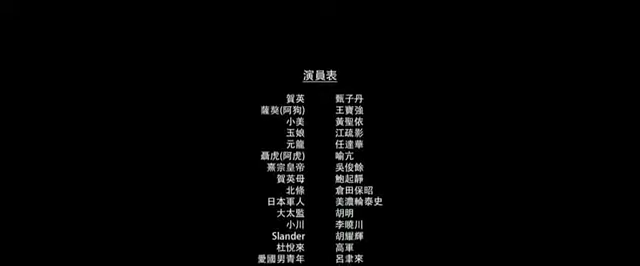 演員表
賀英 甄子丹
薩獒(阿狗) 王寶強
小美 黃聖依
玉娘 江疏影
元龍 任達華
聶虎(阿虎) 喻亢
熹宗皇帝 吳俊餘
賀英母 鮑起靜
北條 倉田保昭
日本軍人 美濃輪泰史
大太監 胡明
小川 李曉川
Slander 胡耀輝
杜悅來 高軍
愛國男青年 呂聿來